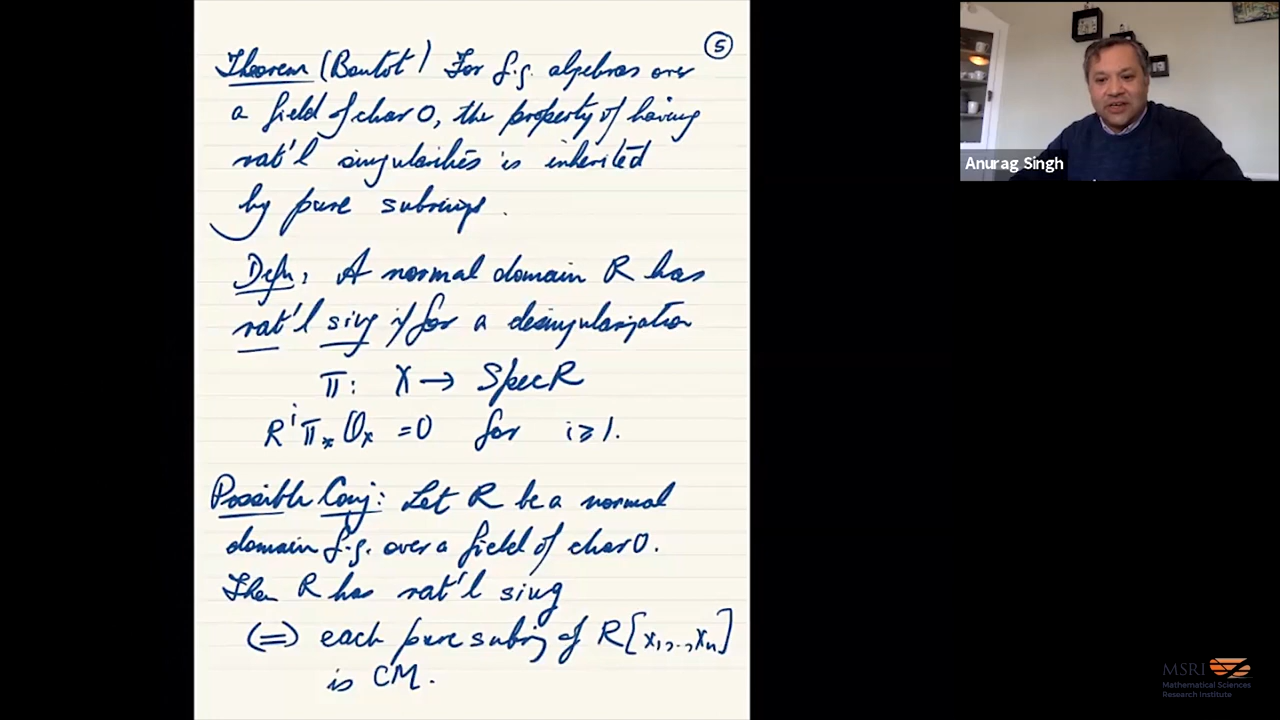 5
Theorem (Boutot) For f.g. algebras over
a field of char 0, the property of having
rat'l singularities is inherited
by pure subrings.
Defn: A normal domain R has
rat'l sing if for a desingularization
π: X → Spec R
R^i π_* O_X = 0 for i ≥ 1.
Possible Conj: Let R be a normal
domain f.g. over a field of char 0.
Then R has rat'l sing
(=) each pure subring of R[x1,..,xn]
is CM.
Anurag Singh
MSRI
Mathematical Sciences
Research Institute